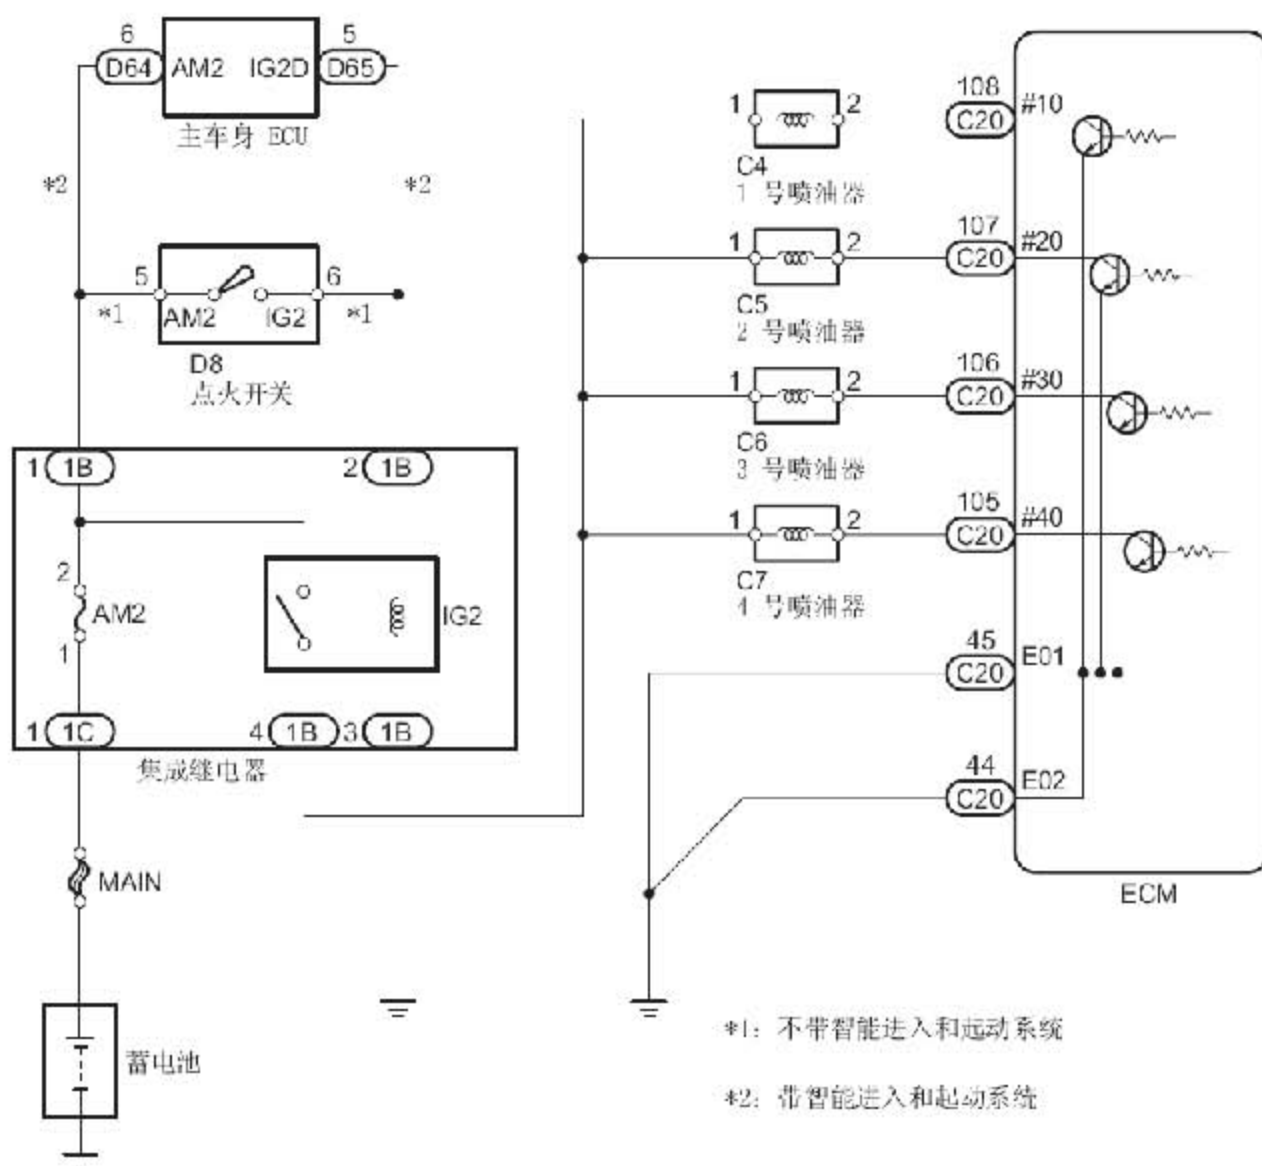 6
5
D64 AM2 IG2D D65
主车身 ECU
*2
*2
5
6
AM2 IG2
*1
*1
D8
点火开关
1 1B
2 1B
2
AM2
1
IG2
1 1C
4 1B
3 1B
集成继电器
MAIN
蓄电池
1 2
C4
1 号喷油器
1 2
C5
2 号喷油器
1 2
C6
3 号喷油器
1 2
C7
4 号喷油器
108
C20 #10
107
C20 #20
106
C20 #30
105
C20 #40
45
C20 E01
44
C20 E02
ECM
*1: 不带智能进入和起动系统
*2: 带智能进入和起动系统